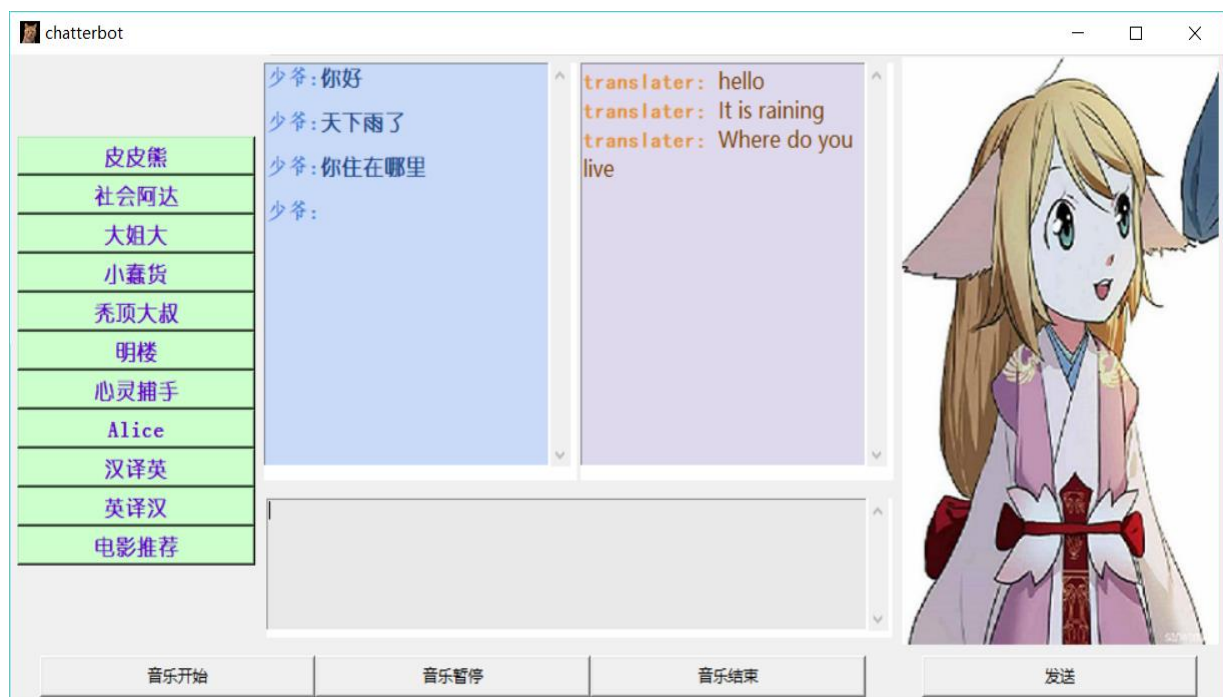 chatterbot
皮皮熊
社会阿达
大姐大
小蠢货
秃顶大叔
明楼
心灵捕手
Alice
汉译英
英译汉
电影推荐
少爷:你好
少爷:天下雨了
少爷:你住在哪里
少爷:
translater: hello
translater: It is raining
translater: Where do you
live
音乐开始
音乐暂停
音乐结束
发送